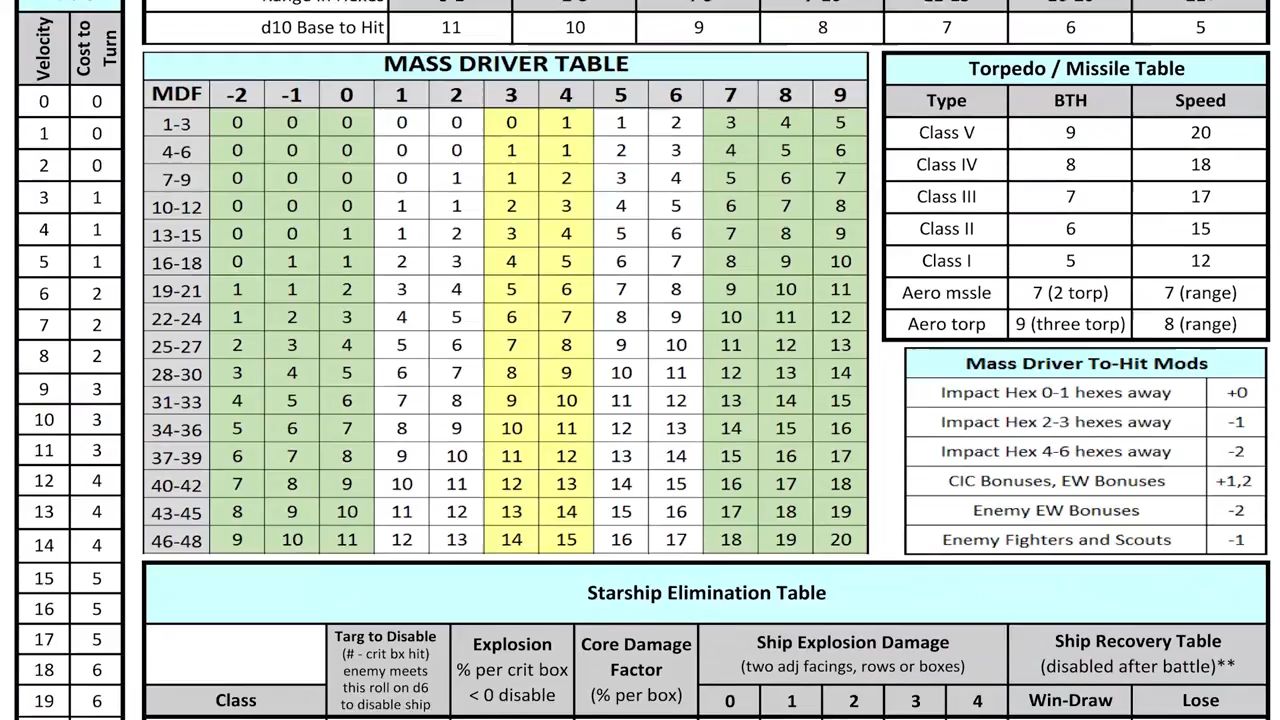 d10 Base to Hit 11 10 9 8 7 6 5
Velocity Cost to Turn
0 0
1 0
2 0
3 1
4 1
5 1
6 2
7 2
8 2
9 3
10 3
11 3
12 4
13 4
14 4
15 5
16 5
17 5
18 6
19 6
MASS DRIVER TABLE
MDF -2 -1 0 1 2 3 4 5 6 7 8 9
1-3 0 0 0 0 0 0 1 1 2 3 4 5
4-6 0 0 0 0 0 1 1 2 3 4 5 6
7-9 0 0 0 0 1 1 2 3 4 5 6 7
10-12 0 0 0 1 1 2 3 4 5 6 7 8
13-15 0 0 1 1 2 3 4 5 6 7 8 9
16-18 0 1 1 2 3 4 5 6 7 8 9 10
19-21 1 1 2 3 4 5 6 7 8 9 10 11
22-24 1 2 3 4 5 6 7 8 9 10 11 12
25-27 2 3 4 5 6 7 8 9 10 11 12 13
28-30 3 4 5 6 7 8 9 10 11 12 13 14
31-33 4 5 6 7 8 9 10 11 12 13 14 15
34-36 5 6 7 8 9 10 11 12 13 14 15 16
37-39 6 7 8 9 10 11 12 13 14 15 16 17
40-42 7 8 9 10 11 12 13 14 15 16 17 18
43-45 8 9 10 11 12 13 14 15 16 17 18 19
46-48 9 10 11 12 13 14 15 16 17 18 19 20
Torpedo / Missile Table
Type BTH Speed
Class V 9 20
Class IV 8 18
Class III 7 17
Class II 6 15
Class I 5 12
Aero mssle 7 (2 torp) 7 (range)
Aero torp 9 (three torp) 8 (range)
Mass Driver To-Hit Mods
Impact Hex 0-1 hexes away +0
Impact Hex 2-3 hexes away -1
Impact Hex 4-6 hexes away -2
CIC Bonuses, EW Bonuses +1,2
Enemy EW Bonuses -2
Enemy Fighters and Scouts -1
Starship Elimination Table
Class
Targ to Disable
(# - crit bx hit)
enemy meets
this roll on d6
to disable ship
Explosion
% per crit box
< 0 disable
Core Damage
Factor
(% per box)
Ship Explosion Damage
(two adj facings, rows or boxes)
0 1 2 3 4
Ship Recovery Table
(disabled after battle)**
Win-Draw Lose